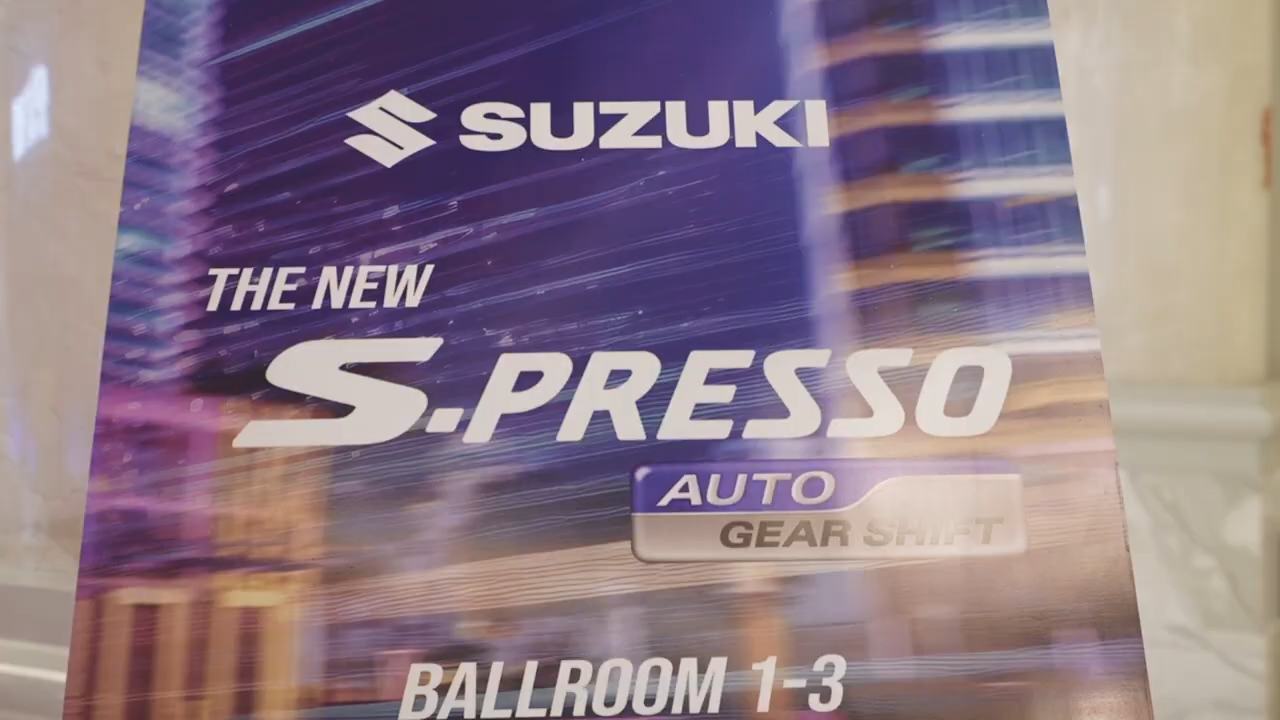 SUZUKI
THE NEW
S-PRESSO
AUTO
GEAR SHIFT
BALLROOM 1-3